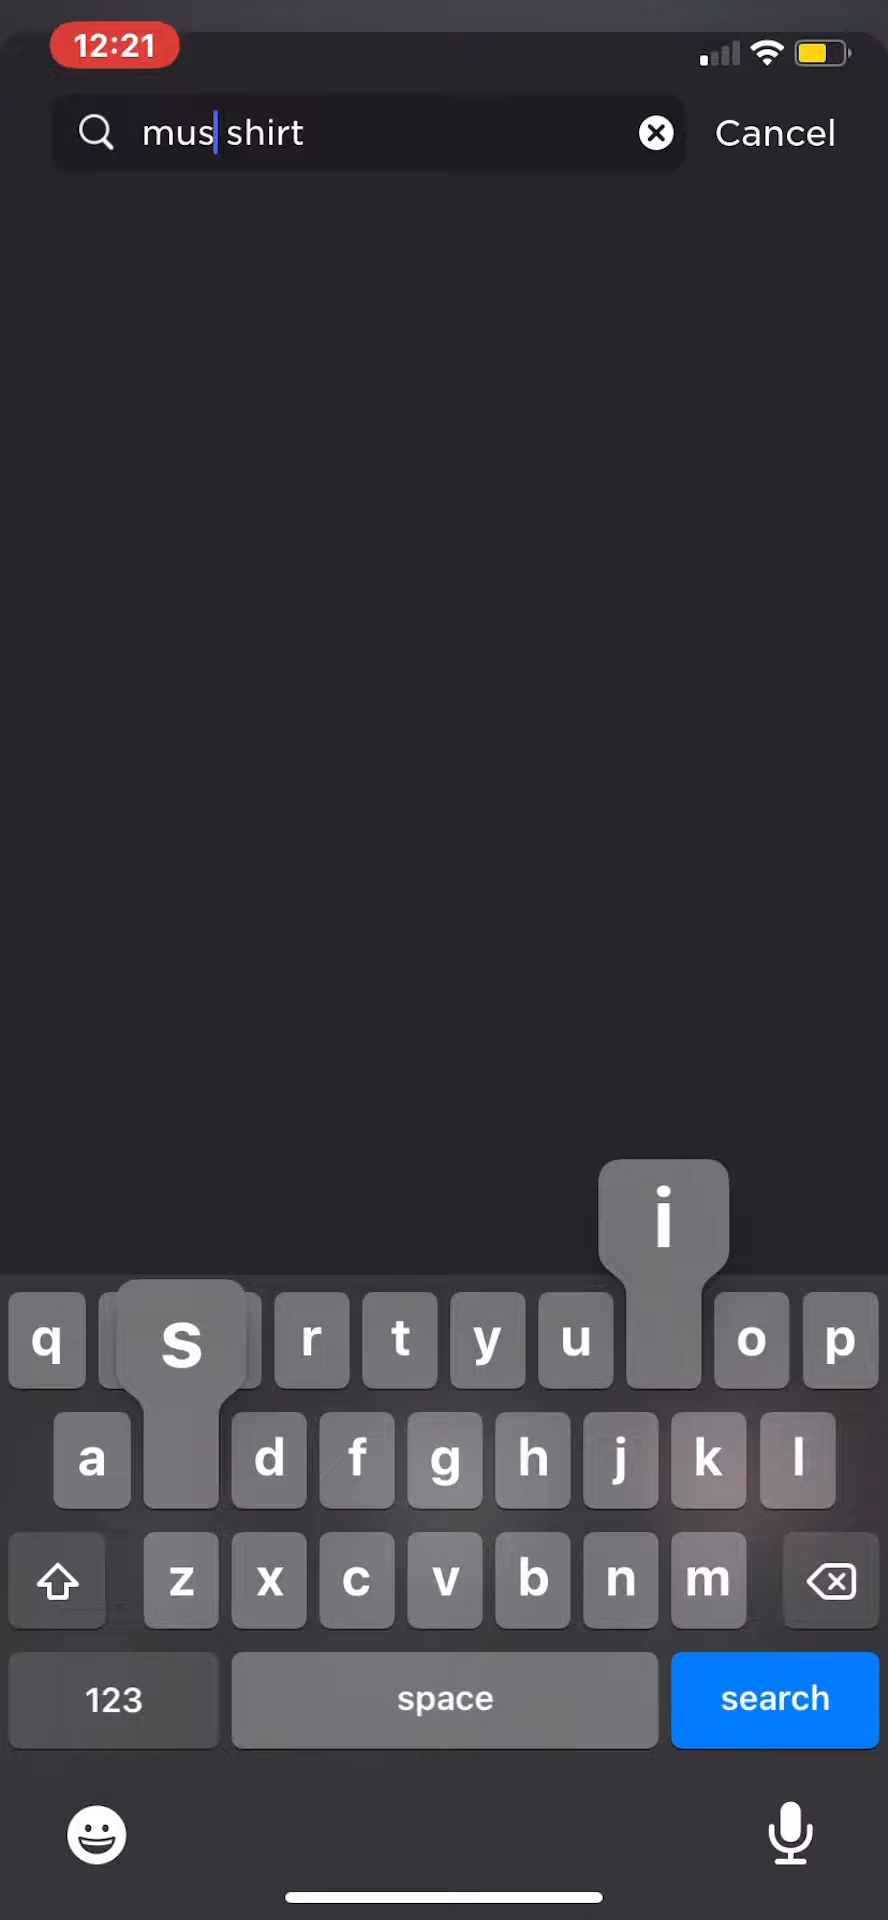 12:21
mus shirt Cancel
i
q s r t y u o p
a d f g h j k l
z x c v b n m
123 space search